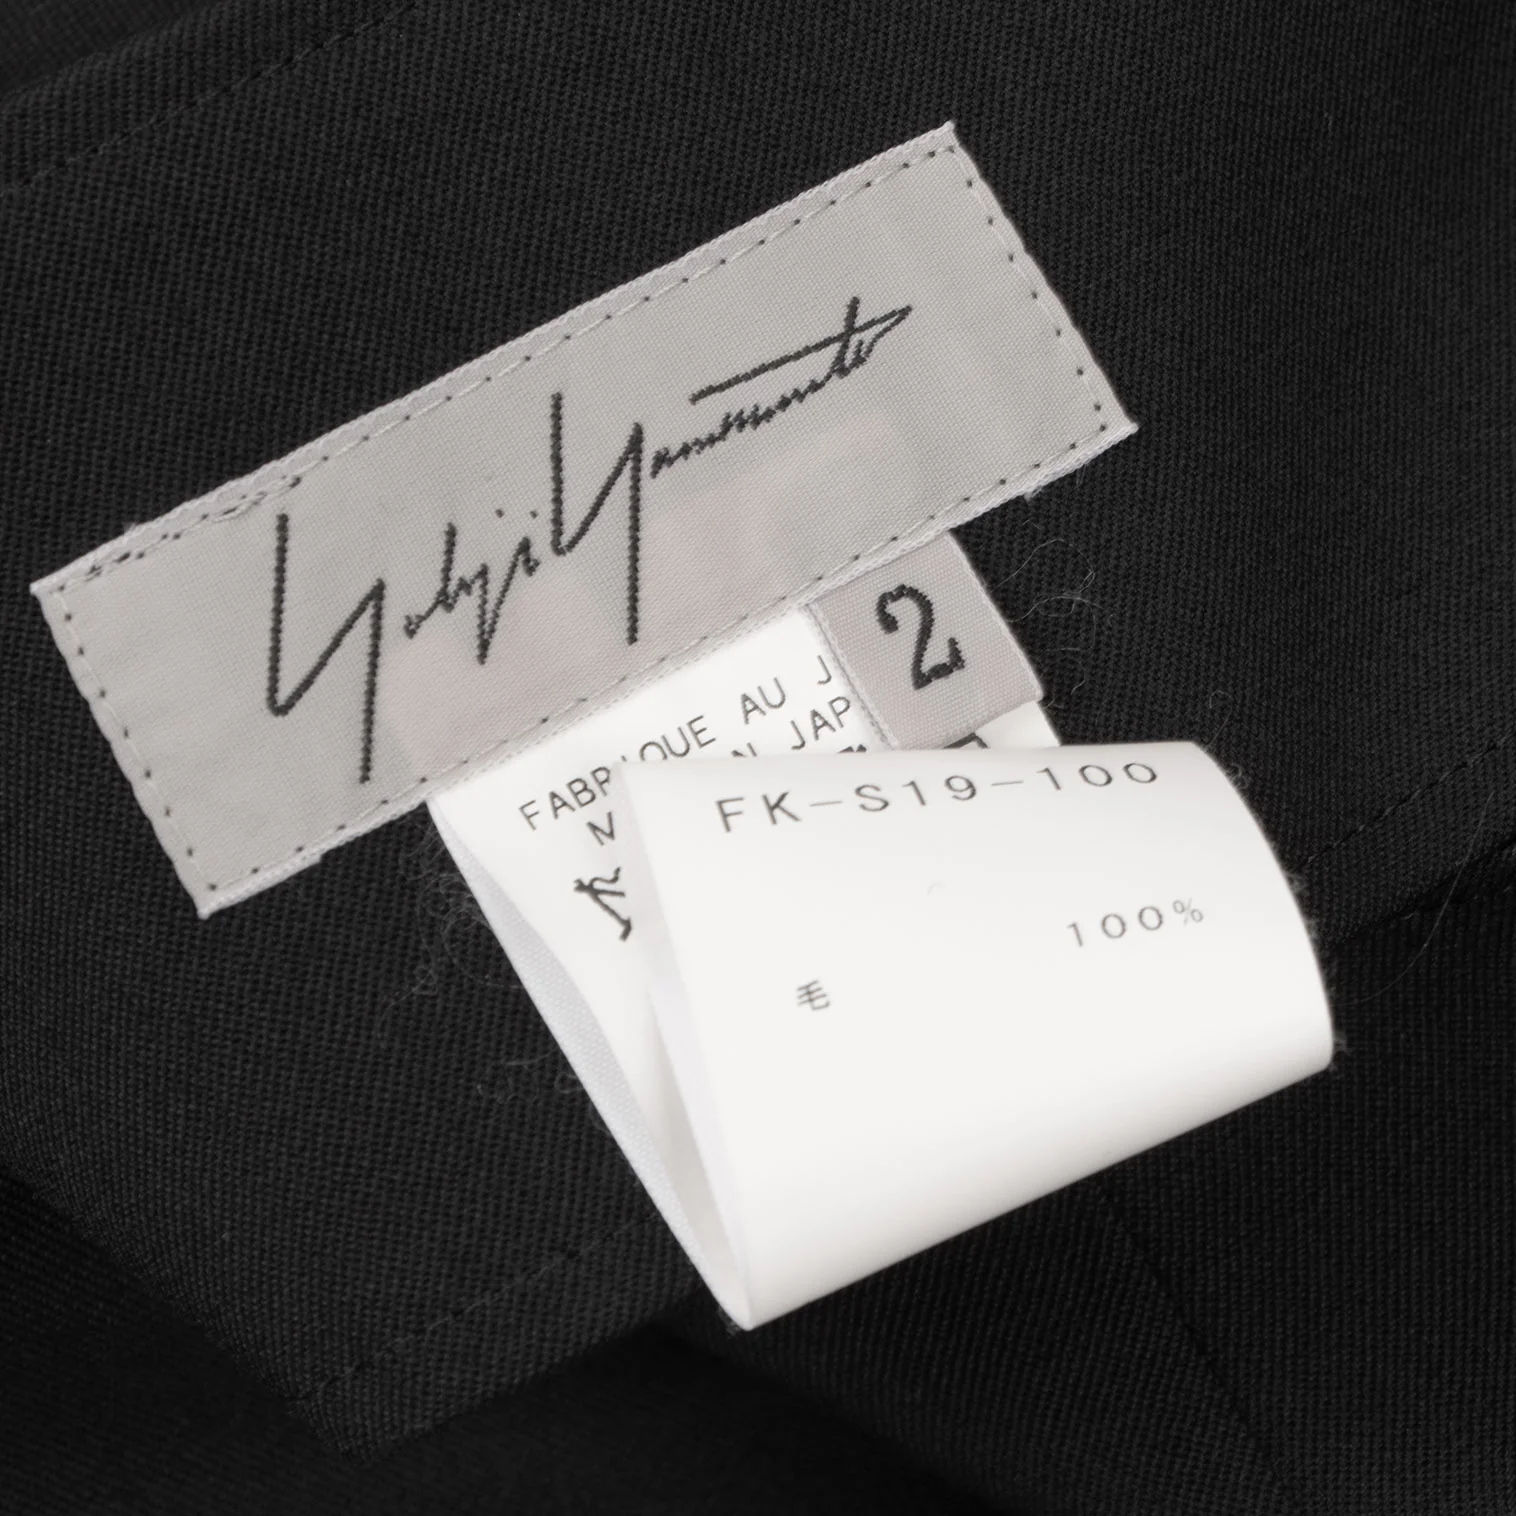 Yohji Yamamoto
2
FABRIQUE AU J
N JAP
FK-S19-100
100%
毛